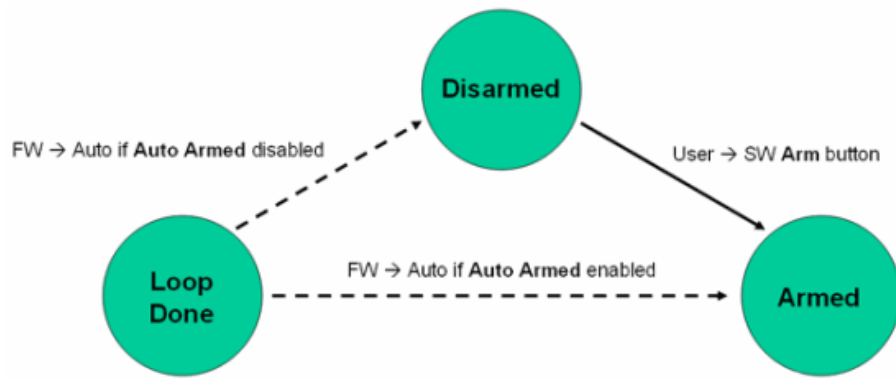 Disarmed
FW → Auto if Auto Armed disabled
User → SW Arm button
FW → Auto if Auto Armed enabled
Loop
Done
Armed